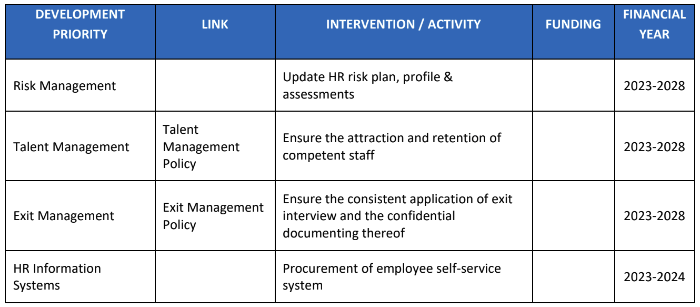 DEVELOPMENT PRIORITY LINK INTERVENTION / ACTIVITY FUNDING FINANCIAL YEAR
Risk Management
Update HR risk plan, profile &
assessments
2023-2028
Talent Management
Talent
Management
Policy
Ensure the attraction and retention of
competent staff
2023-2028
Exit Management
Exit Management
Policy
Ensure the consistent application of exit
interview and the confidential
documenting thereof
2023-2028
HR Information
Systems
Procurement of employee self-service
system
2023-2024